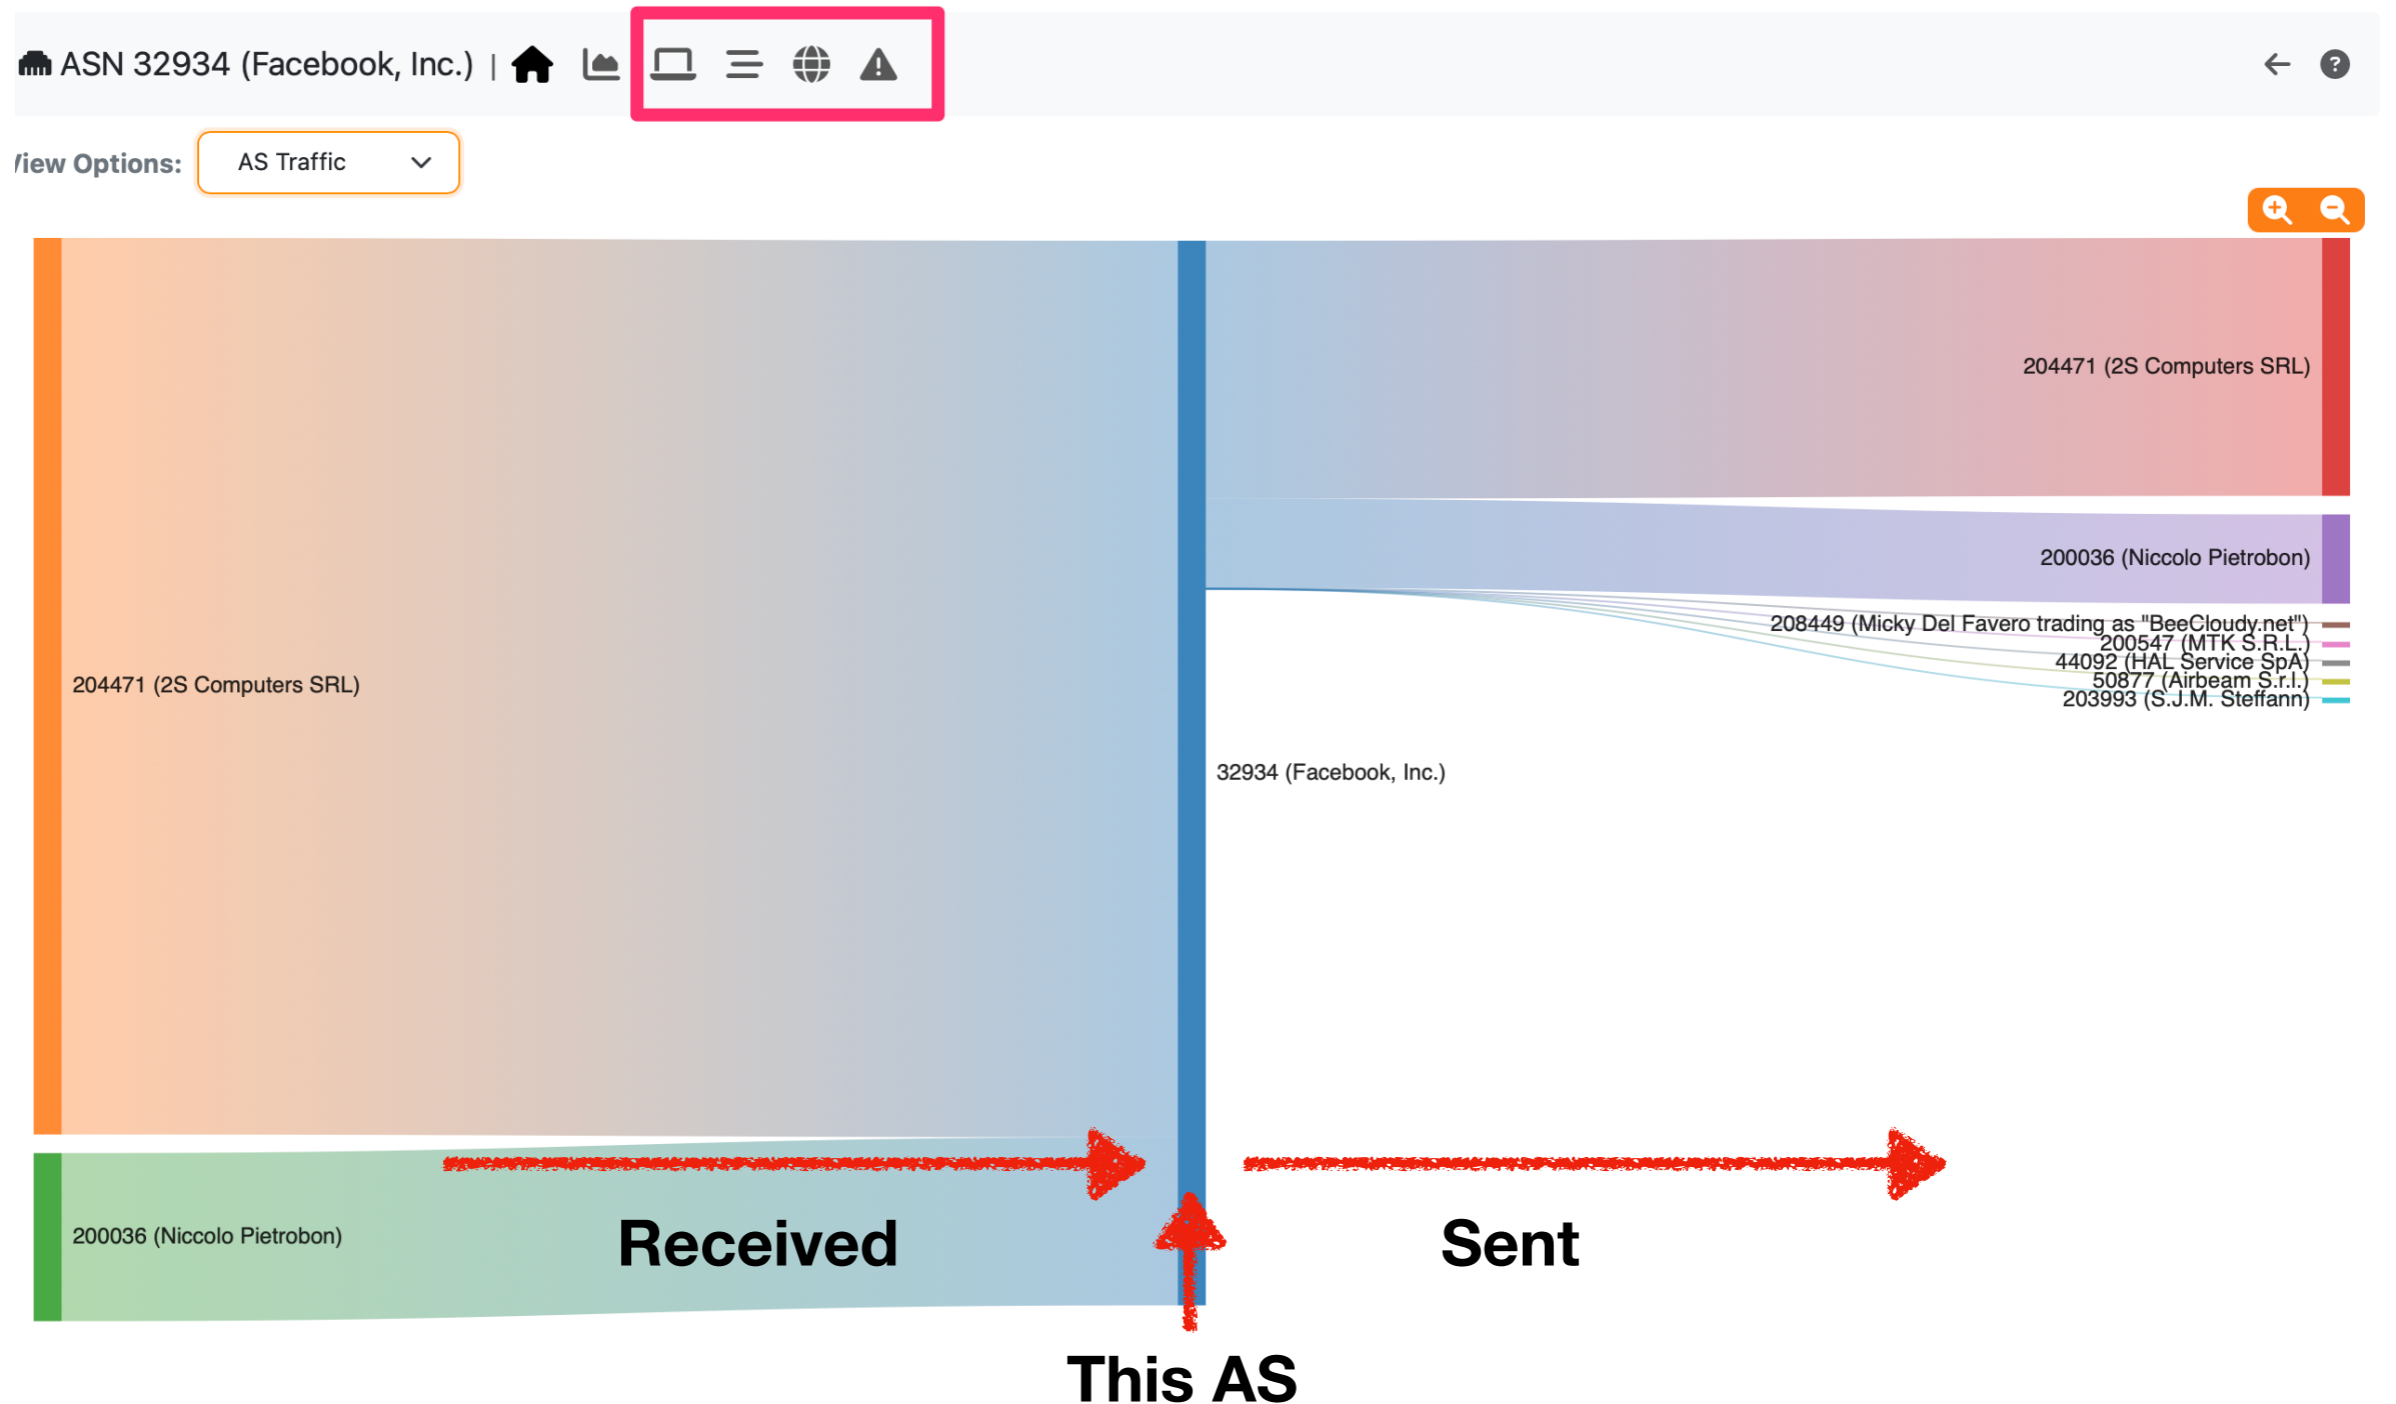 ASN 32934 (Facebook, Inc.) |
View Options: AS Traffic
204471 (2S Computers SRL)
200036 (Niccolo Pietrobon)
208449 (Micky Del Favero trading as "BeeCloudy.net")
200547 (MTK S.R.L.)
44092 (HAL Service SpA)
50877 (Airbeam S.r.l.)
203993 (S.J.M. Steffann)
204471 (2S Computers SRL)
32934 (Facebook, Inc.)
200036 (Niccolo Pietrobon)
Received
Sent
This AS